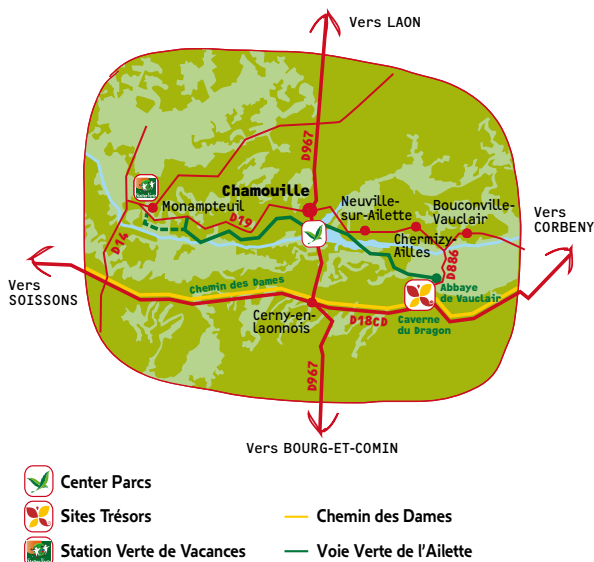 Vers LAON
D967
Chamouille
Monampteuil
D19
Neuville-
sur-Ailette
Bouconville-
Vauclair
Vers
CORBENY
Chermizy-
Ailles
D14
D886
Vers
SOISSONS
Chemin des Dames
Abbaye
de Vauclair
Cerny-en-
laonnois
D18CD
Caverne
du Dragon
D967
Vers BOURG-ET-COMIN
Center Parcs
Sites Trésors
Chemin des Dames
Station Verte de Vacances
Voie Verte de l'Ailette